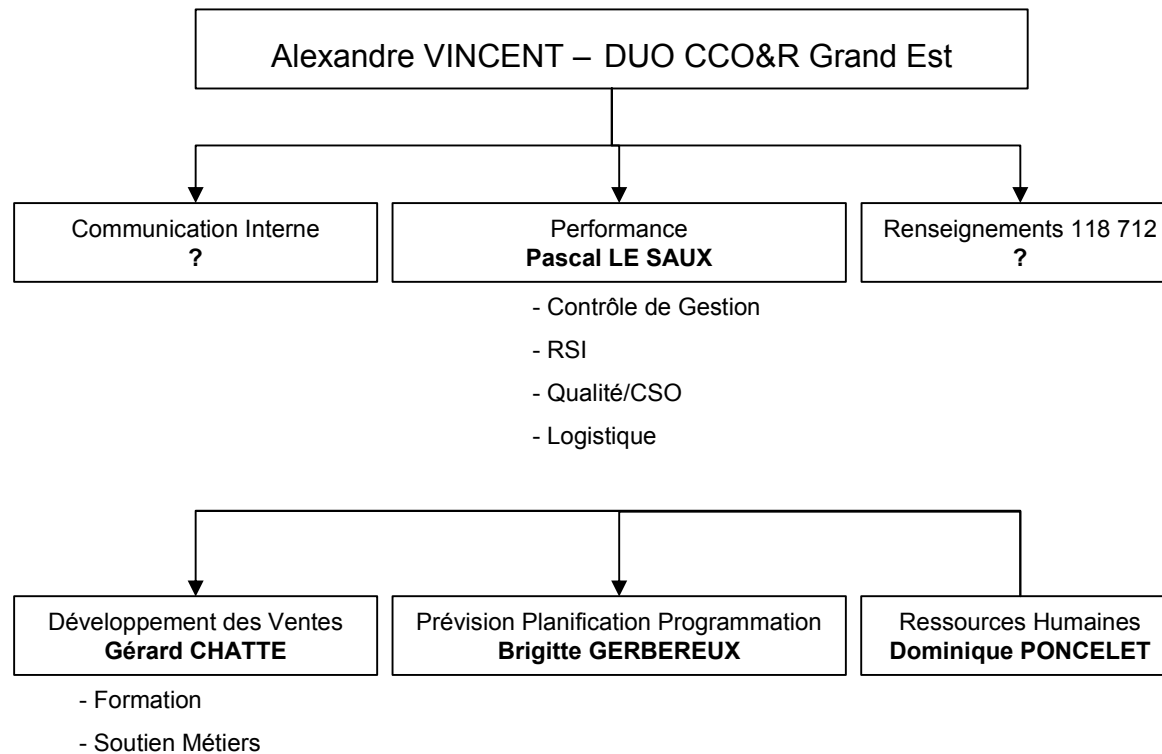 Alexandre VINCENT – DUO CCO&R Grand Est
Communication Interne
?
Performance
Pascal LE SAUX
Renseignements 118 712
?
- Contrôle de Gestion
- RSI
- Qualité/CSO
- Logistique
Développement des Ventes
Gérard CHATTE
Prévision Planification Programmation
Brigitte GERBEREUX
Ressources Humaines
Dominique PONCELET
- Formation
- Soutien Métiers